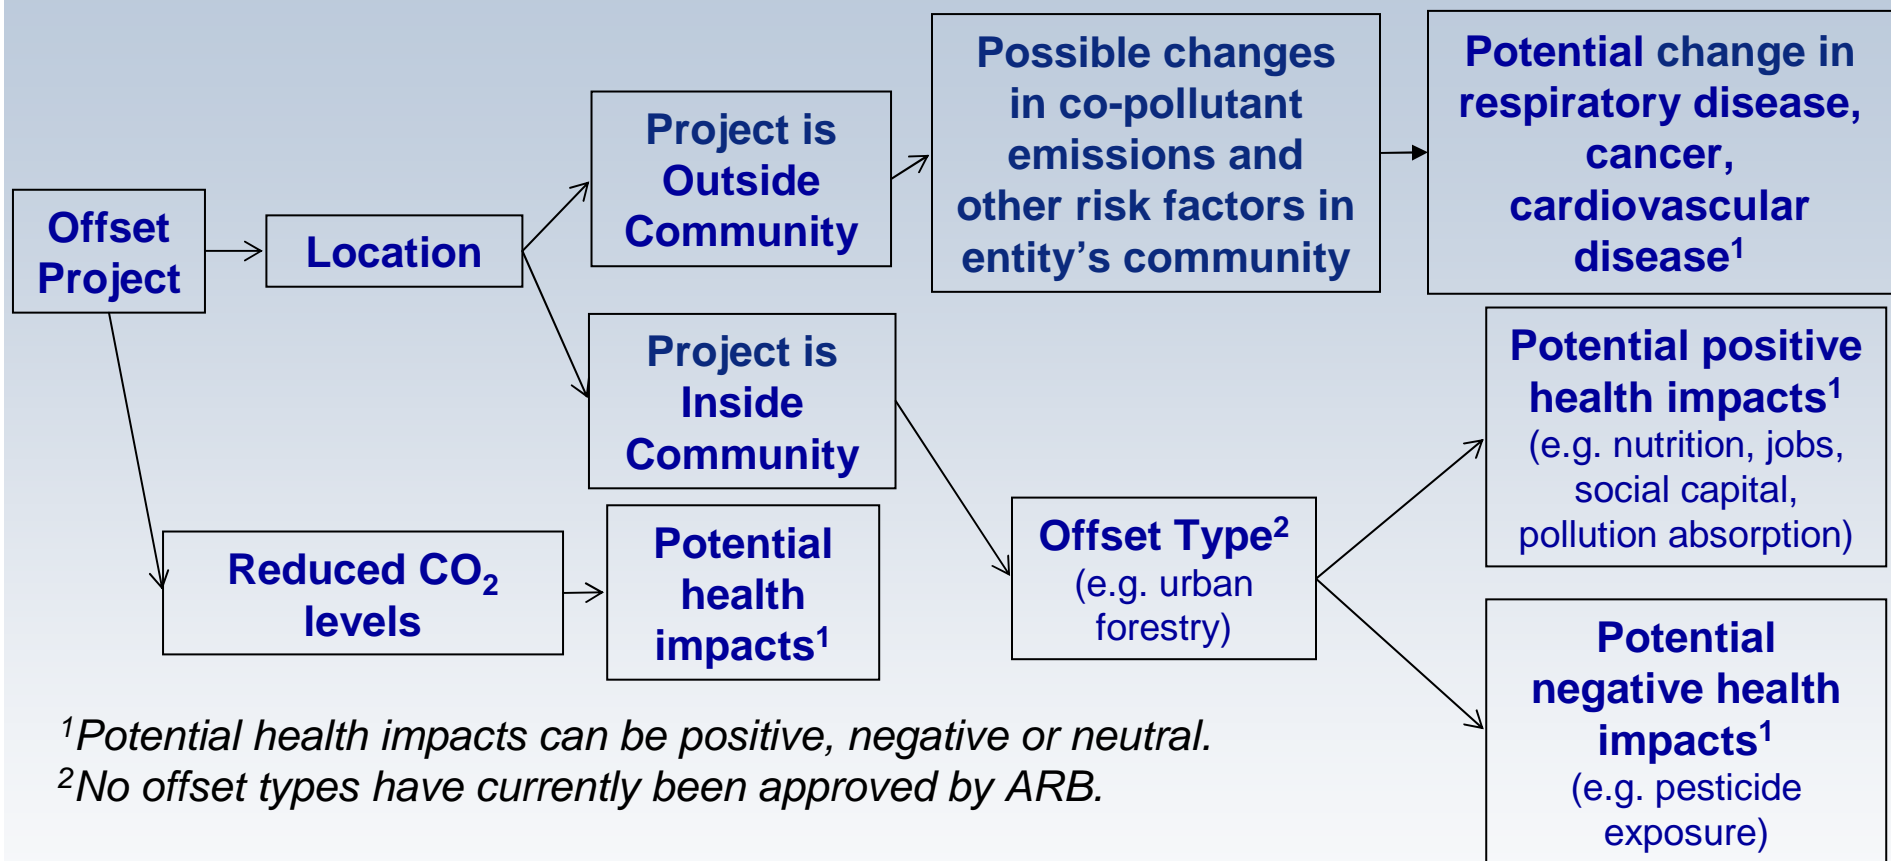 Offset
Project
Location
Project is
Outside
Community
Possible changes
in co-pollutant
emissions and
other risk factors in
entity’s community
Potential change in
respiratory disease,
cancer,
cardiovascular
disease¹
Project is
Inside
Community
Offset Type²
(e.g. urban
forestry)
Potential positive
health impacts¹
(e.g. nutrition, jobs,
social capital,
pollution absorption)
Potential
negative health
impacts¹
(e.g. pesticide
exposure)
Reduced CO₂
levels
Potential
health
impacts¹
¹Potential health impacts can be positive, negative or neutral.
²No offset types have currently been approved by ARB.